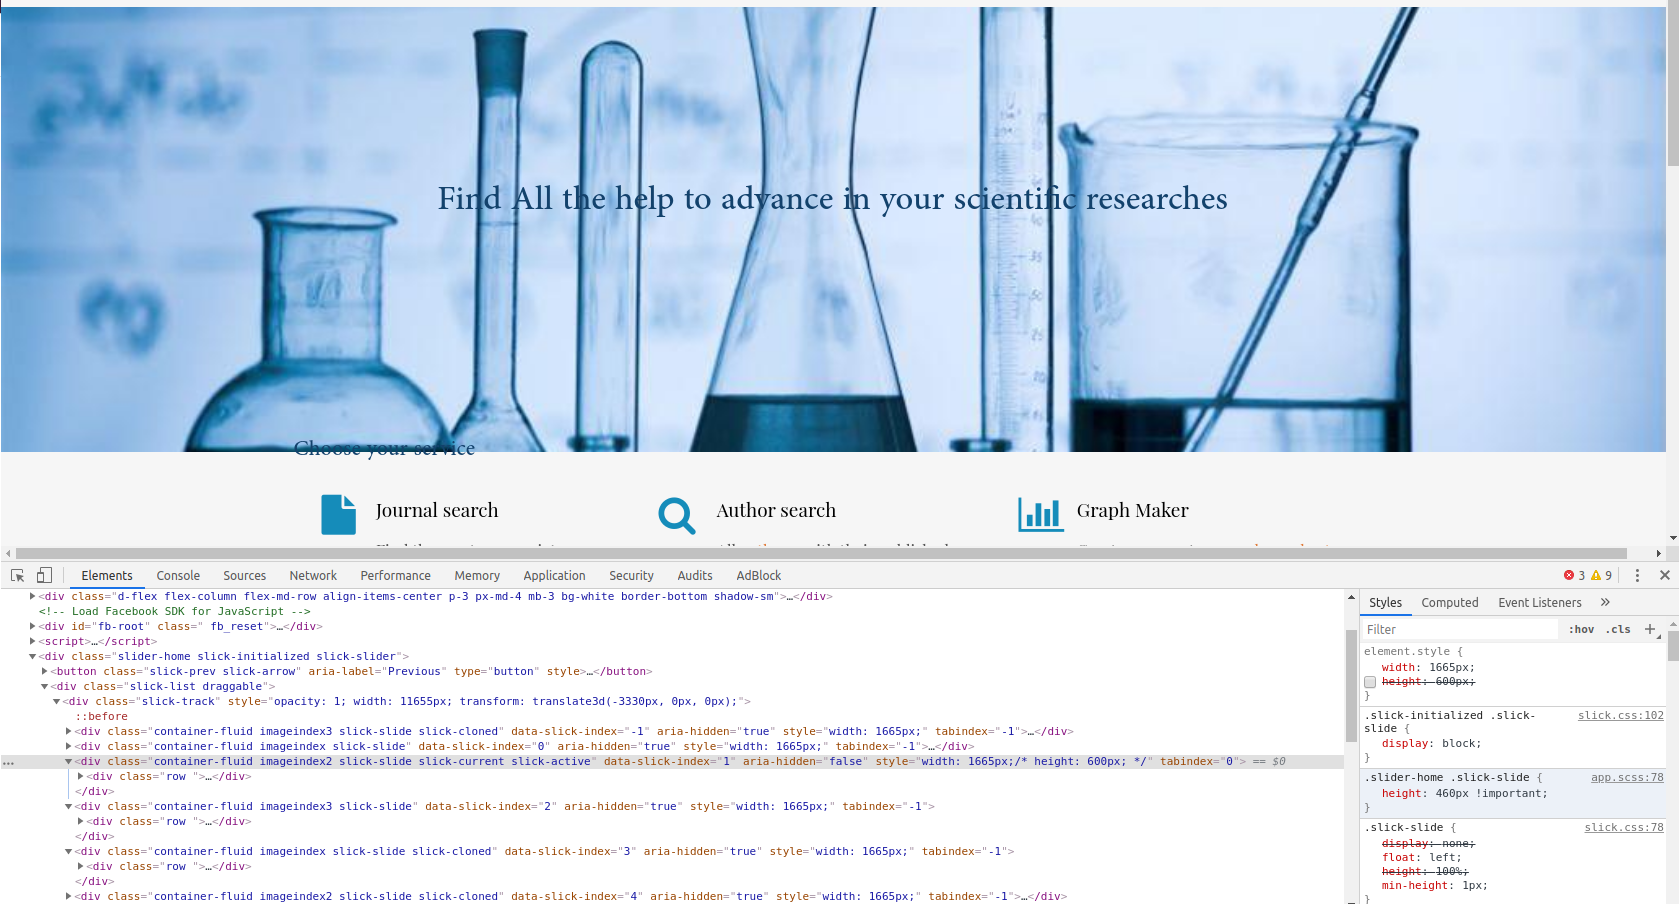 Find All the help to advance in your scientific researches
Choose your service
Journal search
Author search
Graph Maker
Elements Console Sources Network Performance Memory Application Security Audits AdBlock 3 9
<div class="d-flex flex-column flex-md-row align-items-center p-3 px-md-4 mb-3 bg-white border-bottom shadow-sm">…</div>
<!-- Load Facebook SDK for JavaScript -->
<div id="fb-root" class=" fb_reset">…</div>
<script>…</script>
<div class="slider-home slick-initialized slick-slider">
<button class="slick-prev slick-arrow" aria-label="Previous" type="button" style>…</button>
<div class="slick-list draggable">
<div class="slick-track" style="opacity: 1; width: 11655px; transform: translate3d(-3330px, 0px, 0px);">
::before
<div class="container-fluid imageindex3 slick-slide slick-cloned" data-slick-index="-1" aria-hidden="true" style="width: 1665px;" tabindex="-1">…</div>
<div class="container-fluid imageindex slick-slide" data-slick-index="0" aria-hidden="true" style="width: 1665px;" tabindex="-1">…</div>
… <div class="container-fluid imageindex2 slick-slide slick-current slick-active" data-slick-index="1" aria-hidden="false" style="width: 1665px;/* height: 600px; */" tabindex="0"> == $0
<div class="row ">…</div>
</div>
<div class="container-fluid imageindex3 slick-slide" data-slick-index="2" aria-hidden="true" style="width: 1665px;" tabindex="-1">
<div class="row ">…</div>
</div>
<div class="container-fluid imageindex slick-slide slick-cloned" data-slick-index="3" aria-hidden="true" style="width: 1665px;" tabindex="-1">
<div class="row ">…</div>
</div>
<div class="container-fluid imageindex2 slick-slide slick-cloned" data-slick-index="4" aria-hidden="true" style="width: 1665px;" tabindex="-1">…</div>
Styles Computed Event Listeners »
Filter :hov .cls +
element.style {
width: 1665px;
height: 600px;
}
.slick-initialized .slick- slick.css:102
slide {
display: block;
}
.slider-home .slick-slide { app.scss:78
height: 460px !important;
}
.slick-slide { slick.css:78
display: none;
float: left;
height: 100%;
min-height: 1px;
}